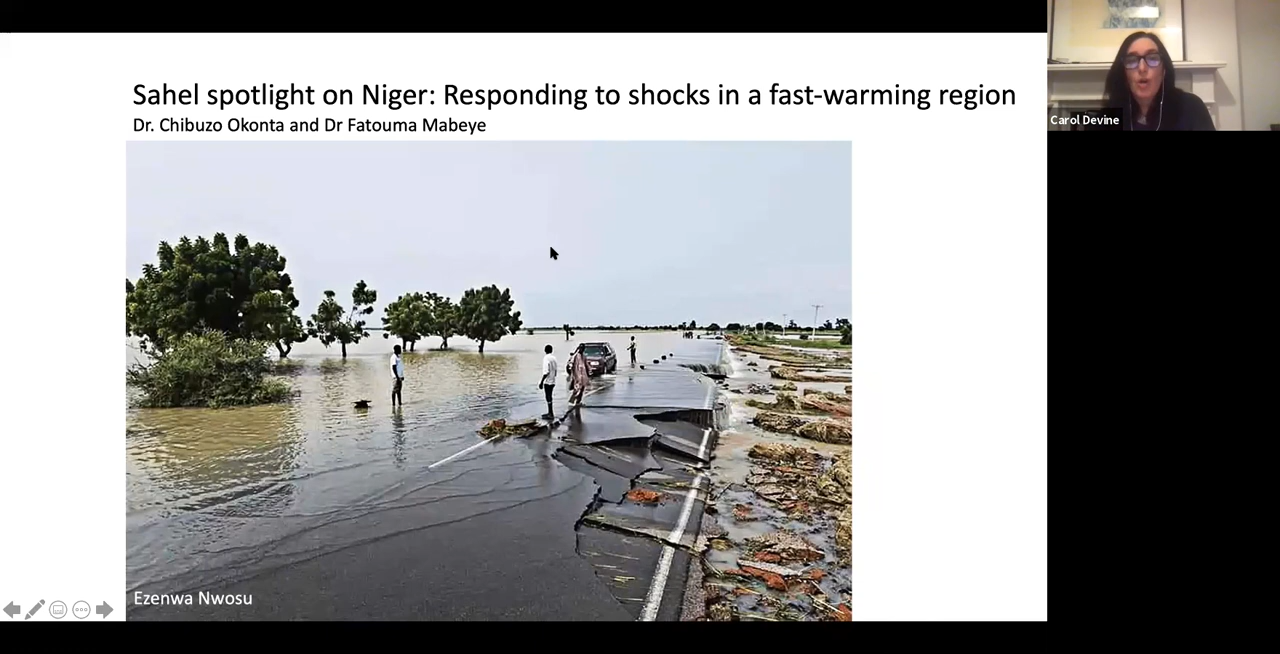 Sahel spotlight on Niger: Responding to shocks in a fast-warming region
Dr. Chibuzo Okonta and Dr Fatouma Mabeye
Carol Devine
Ezenwa Nwosu